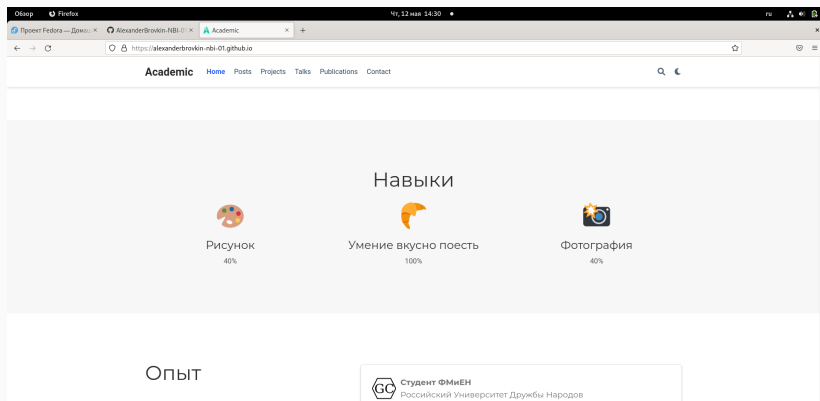 Обзор Firefox Чт, 12 мая 14:30 ru
Проект Fedora — Домаш AlexanderBrovkin-NBI-01 Academic
https://alexanderbrovkin-nbi-01.github.io
Academic Home Posts Projects Talks Publications Contact
Навыки
Рисунок Умение вкусно поесть Фотография
40% 100% 40%
Опыт
GC Студент ФМиЕН
Российский Университет Дружбы Народов